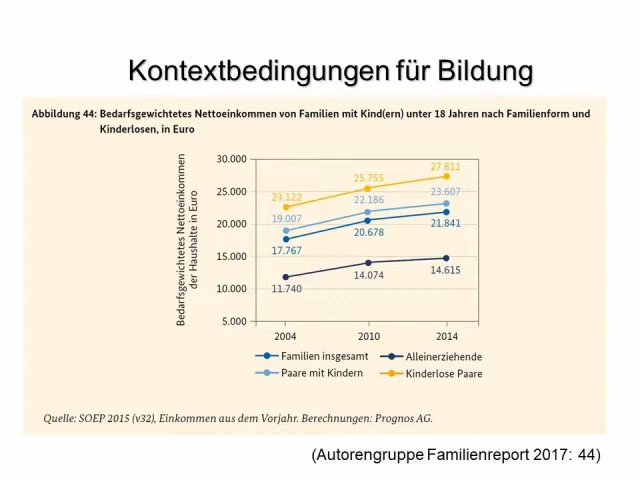 Kontextbedingungen für Bildung
Abbildung 44: Bedarfsgewichtetes Nettoeinkommen von Familien mit Kind(ern) unter 18 Jahren nach Familienform und
Kinderlosen, in Euro
Bedarfsgewichtetes Nettoeinkommen
der Haushalte in Euro
30.000
25.000
20.000
15.000
10.000
5.000
23.122
25.755
27.811
19.007
22.186
23.607
17.767
20.678
21.841
11.740
14.074
14.615
2004
2010
2014
Familien insgesamt
Alleinerziehende
Paare mit Kindern
Kinderlose Paare
Quelle: SOEP 2015 (v32), Einkommen aus dem Vorjahr. Berechnungen: Prognos AG.
(Autorengruppe Familienreport 2017: 44)